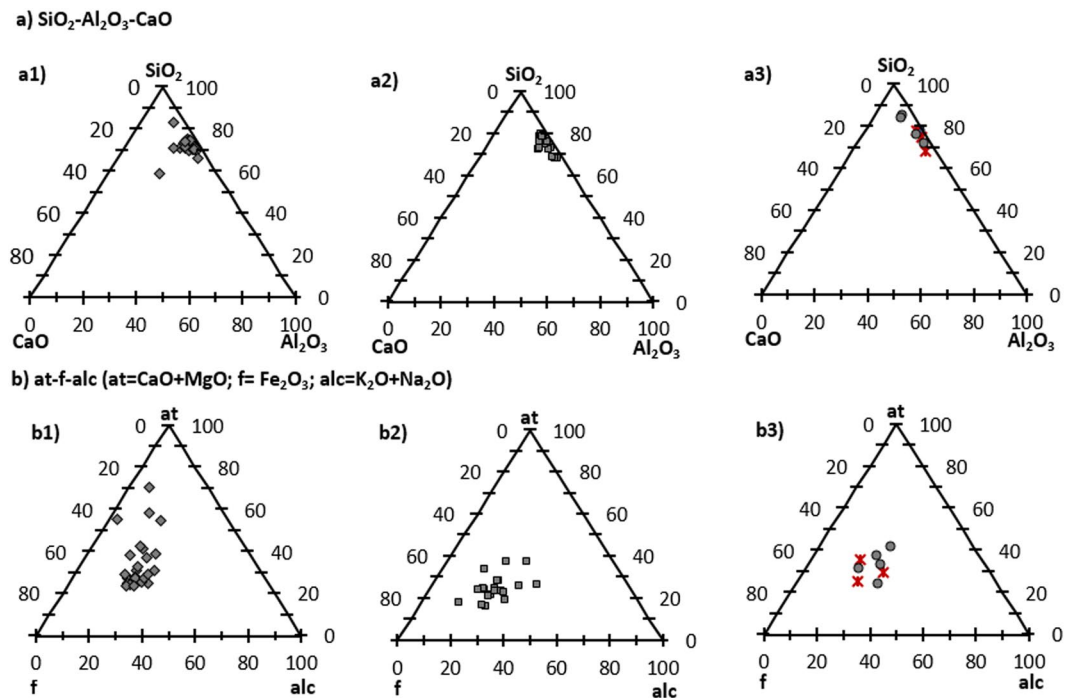 a) SiO₂-Al₂O₃-CaO
a1)
SiO₂
0 100
20 80
40 60
60 40
80 20
0
0 20 40 60 80 100
CaO Al₂O₃
a2)
SiO₂
0 100
20 80
40 60
60 40
80 20
0
0 20 40 60 80 100
CaO Al₂O₃
a3)
SiO₂
0 100
20 80
40 60
60 40
80 20
0
0 20 40 60 80 100
CaO Al₂O₃
b) at-f-alc (at=CaO+MgO; f= Fe₂O₃; alc=K₂O+Na₂O)
b1)
at
0 100
20 80
40 60
60 40
80 20
0
0 20 40 60 80 100
f alc
b2)
at
0 100
20 80
40 60
60 40
80 20
0
0 20 40 60 80 100
f alc
b3)
at
0 100
20 80
40 60
60 40
80 20
0
0 20 40 60 80 100
f alc